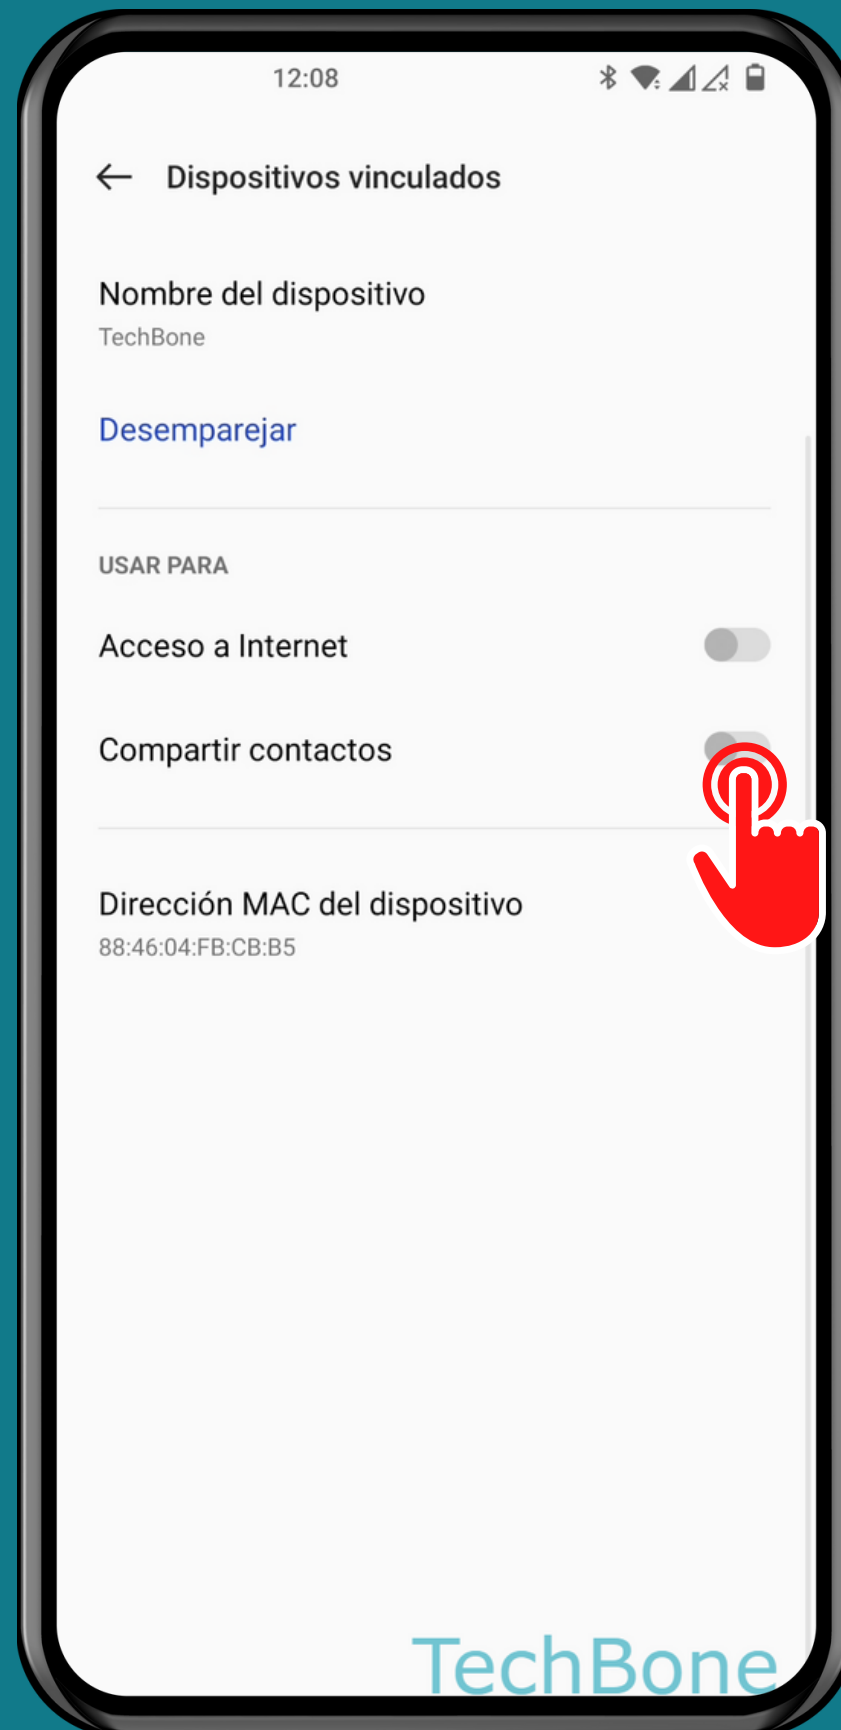 12:08
Dispositivos vinculados
Nombre del dispositivo
TechBone
Desemparejar
USAR PARA
Acceso a Internet
Compartir contactos
Dirección MAC del dispositivo
88:46:04:FB:CB:B5
TechBone